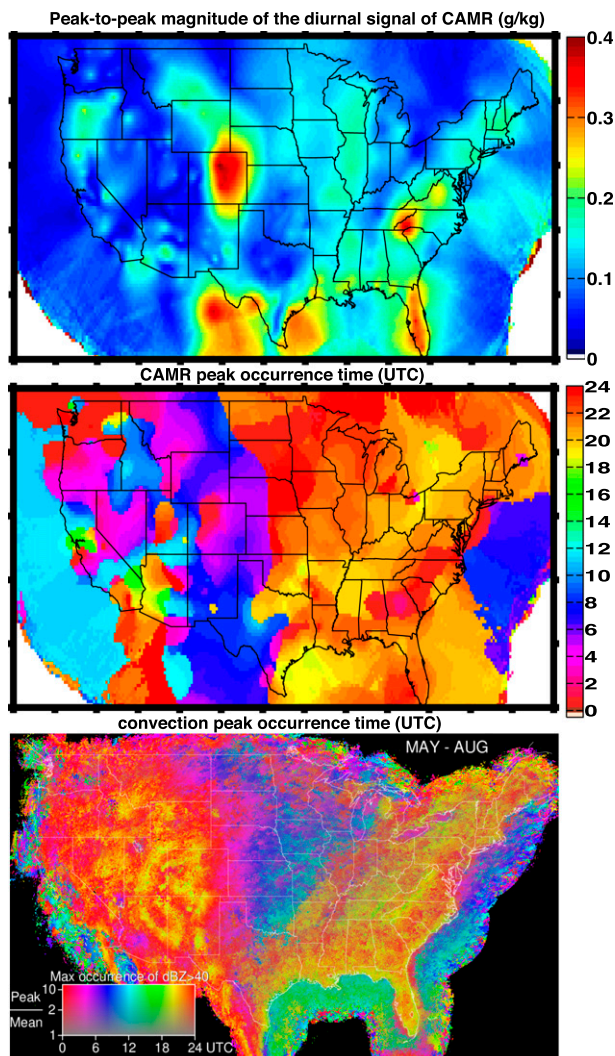 Peak-to-peak magnitude of the diurnal signal of CAMR (g/kg)
0.4
0.3
0.2
0.1
0
CAMR peak occurrence time (UTC)
24
22
20
18
16
14
12
10
8
6
4
2
0
convection peak occurrence time (UTC)
MAY - AUG
Max occurrence of dBZ>40
Peak
Mean
10
2
1
0 6 12 18 24 UTC